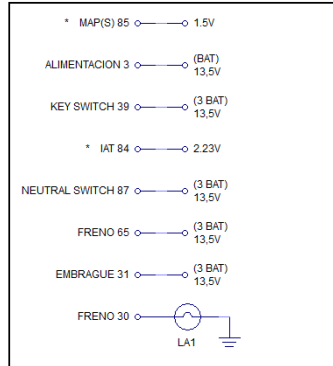 * MAP(S) 85 1.5V
ALIMENTACION 3 (BAT)
13,5V
KEY SWITCH 39 (3 BAT)
13,5V
* IAT 84 2.23V
NEUTRAL SWITCH 87 (3 BAT)
13,5V
FRENO 65 (3 BAT)
13,5V
EMBRAGUE 31 (3 BAT)
13,5V
FRENO 30
LA1